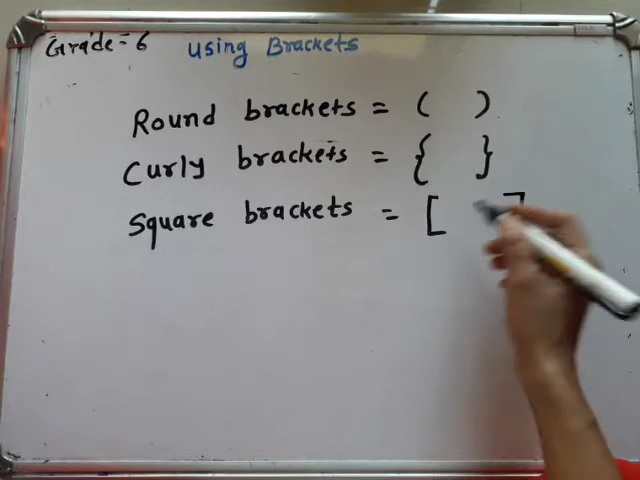 Grade = 6 using Brackets
Round brackets = ( )
Curly brackets = { }
Square brackets = [ ]